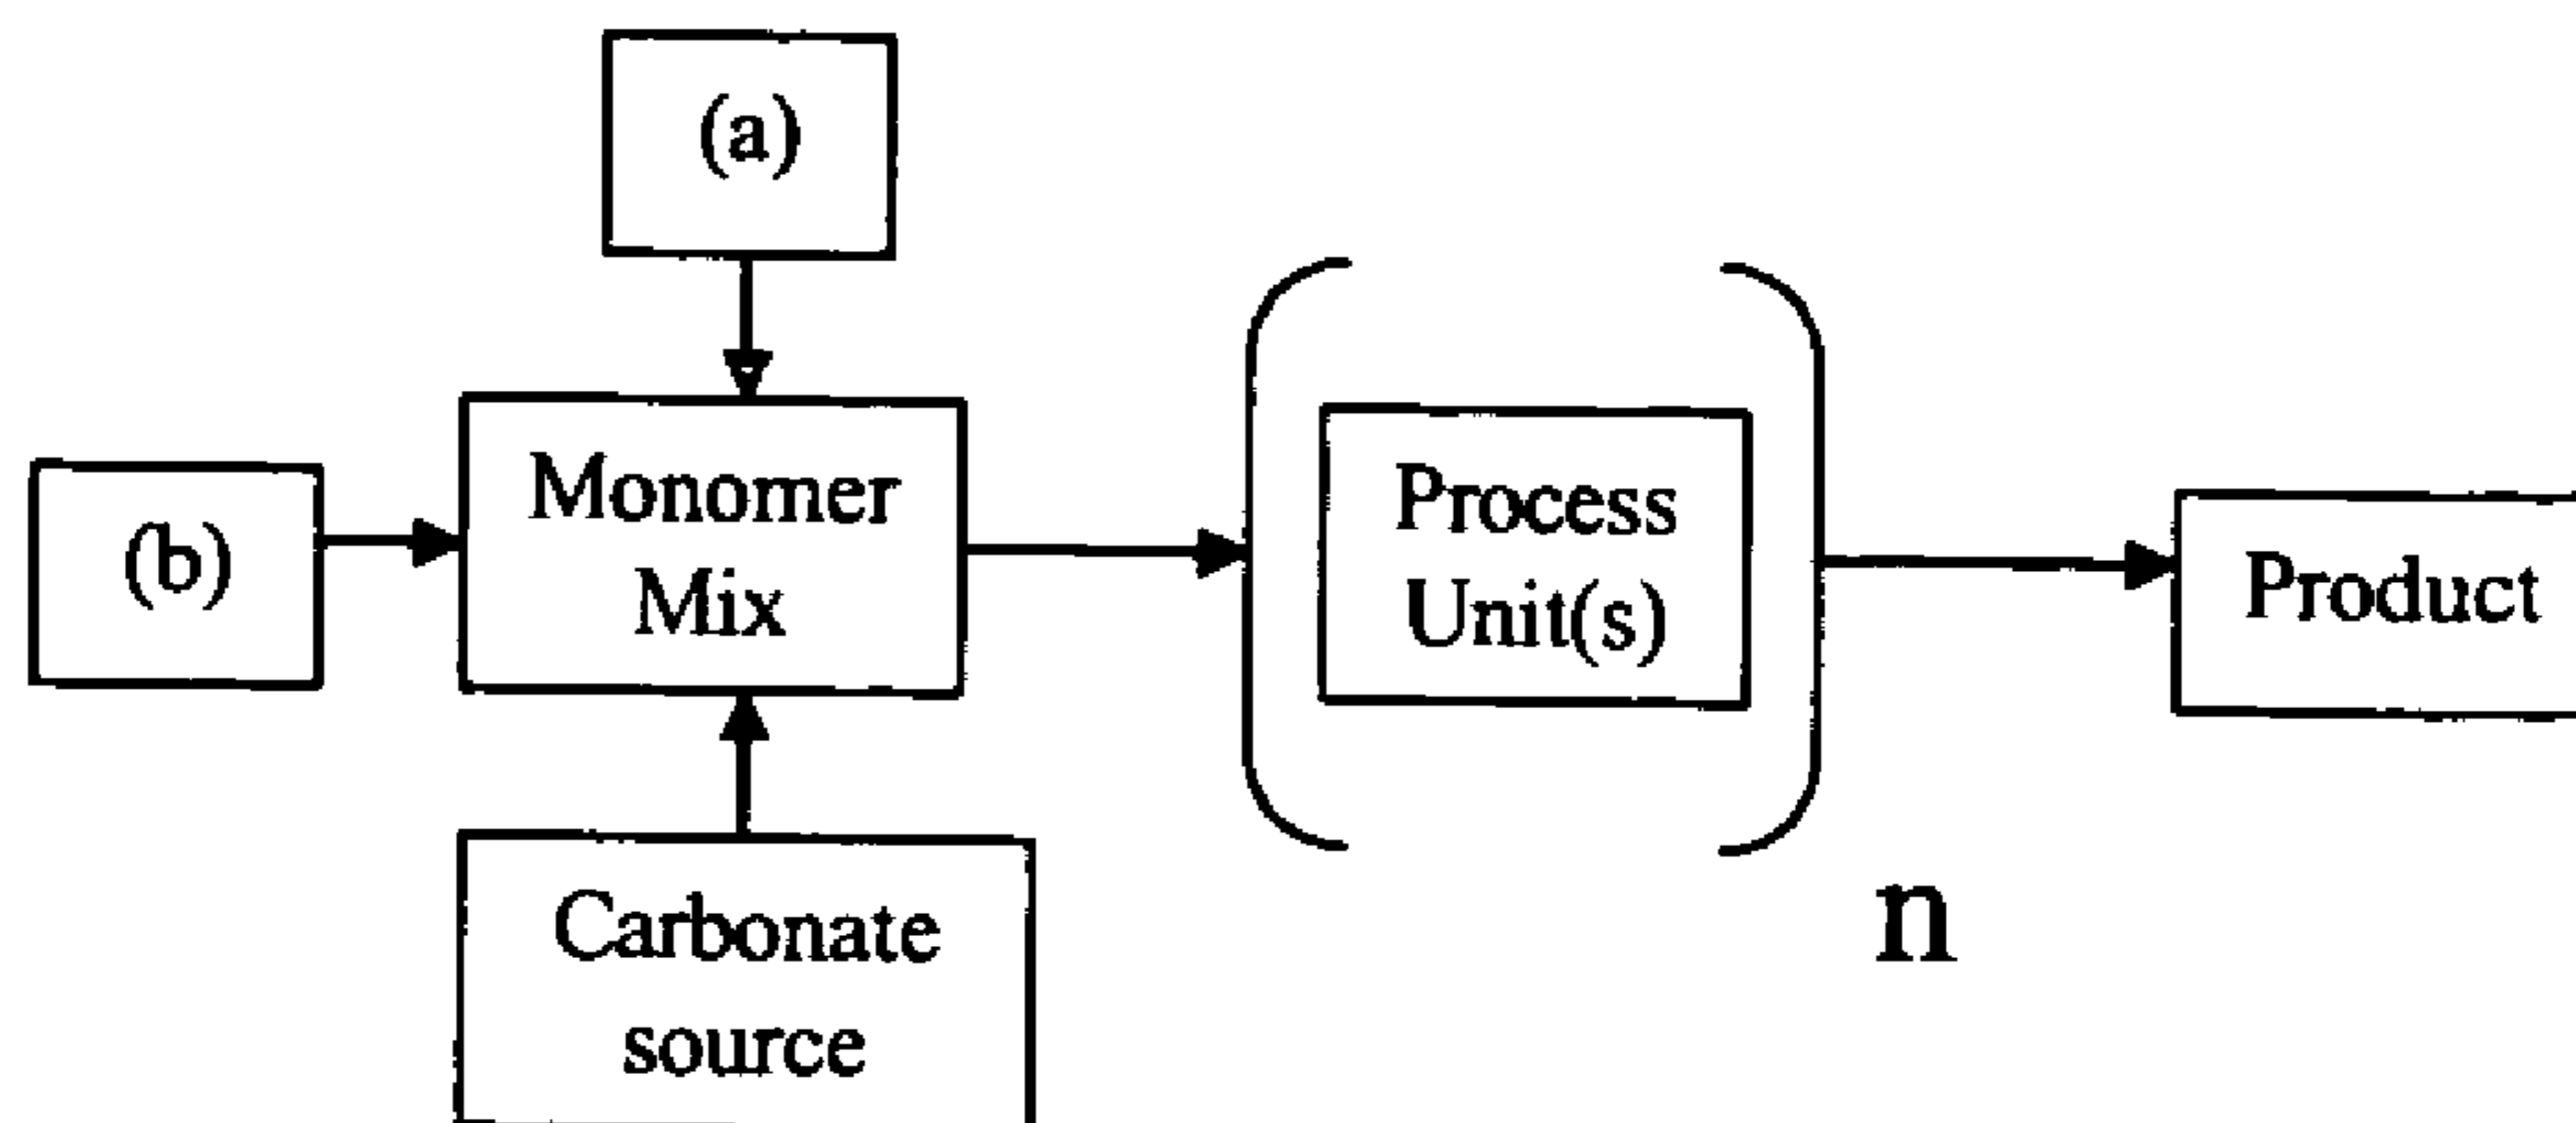 (a)
(b)
Monomer
Mix
Process
Unit(s)
n
Product
Carbonate
source